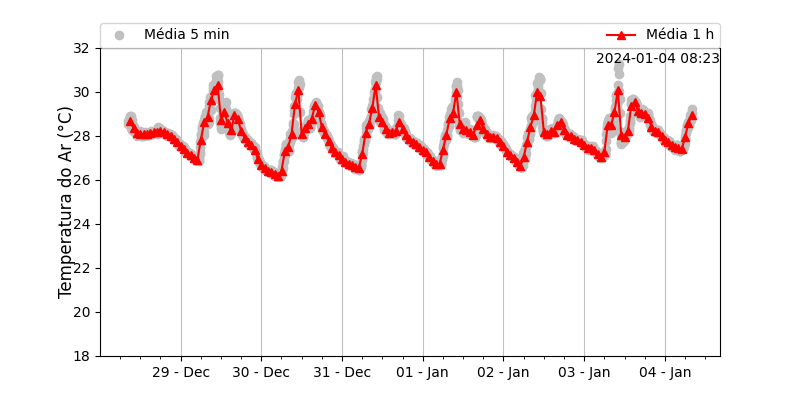 Média 5 min
Média 1 h
2024-01-04 08:23
Temperatura do Ar (°C)
32
30
28
26
24
22
20
18
29 - Dec
30 - Dec
31 - Dec
01 - Jan
02 - Jan
03 - Jan
04 - Jan